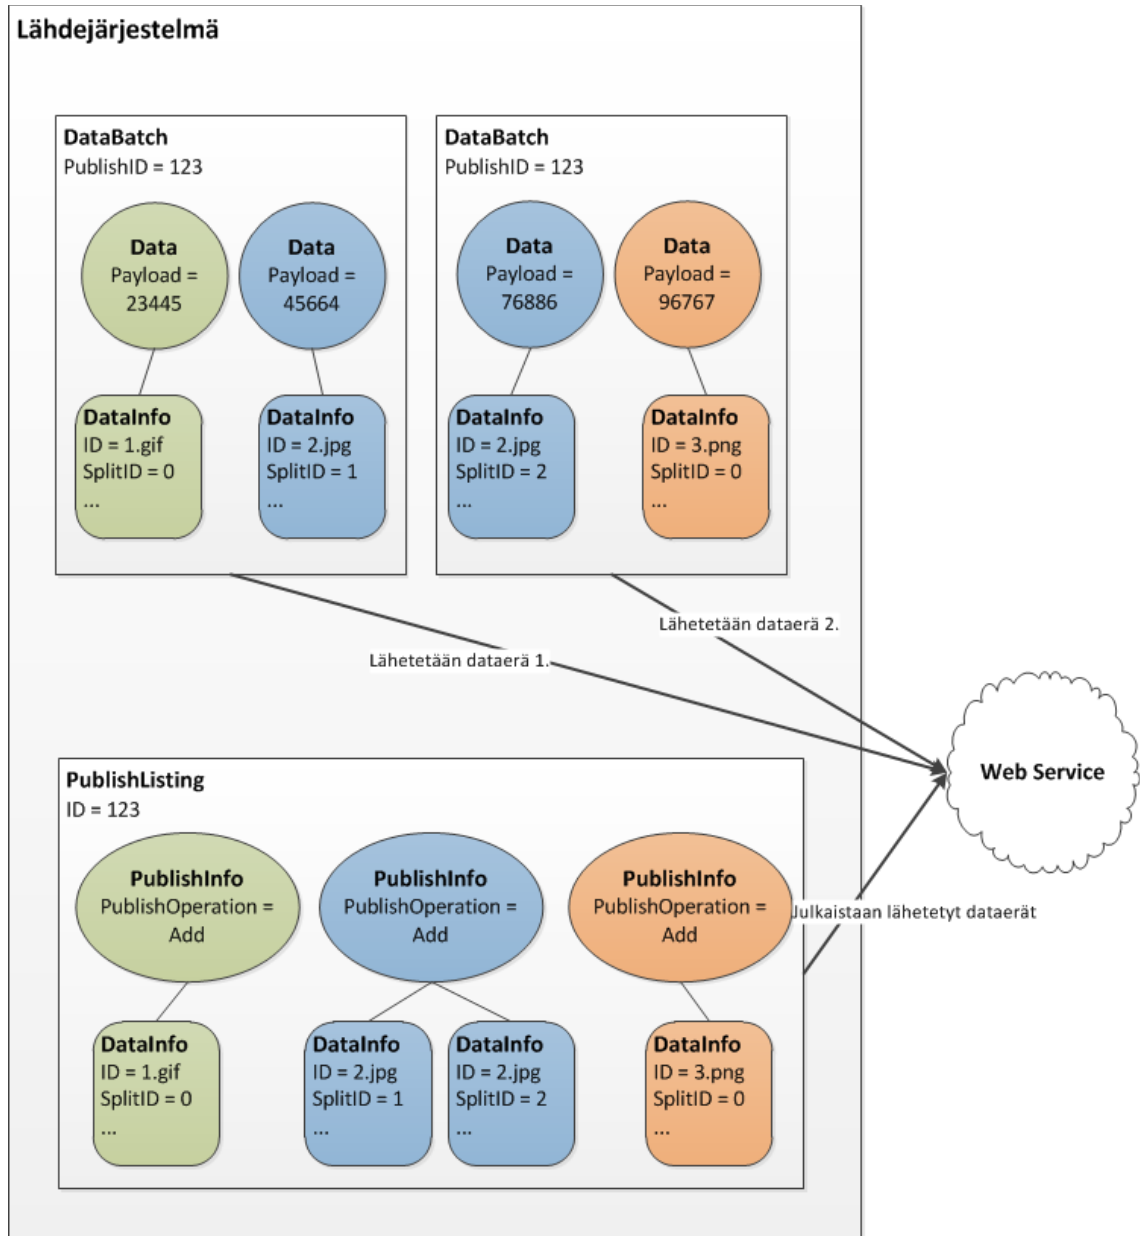 Lähdejärjestelmä
DataBatch
PublishID = 123
Data
Payload =
23445
Data
Payload =
45664
DataInfo
ID = 1.gif
SplitID = 0
...
DataInfo
ID = 2.jpg
SplitID = 1
...
DataBatch
PublishID = 123
Data
Payload =
76886
Data
Payload =
96767
DataInfo
ID = 2.jpg
SplitID = 2
...
DataInfo
ID = 3.png
SplitID = 0
...
Lähetetään dataerä 1.
Lähetetään dataerä 2.
Web Service
PublishListing
ID = 123
PublishInfo
PublishOperation =
Add
PublishInfo
PublishOperation =
Add
PublishInfo
PublishOperation =
Add
Julkaistaan lähetetyt dataerät
DataInfo
ID = 1.gif
SplitID = 0
...
DataInfo
ID = 2.jpg
SplitID = 1
...
DataInfo
ID = 2.jpg
SplitID = 2
...
DataInfo
ID = 3.png
SplitID = 0
...